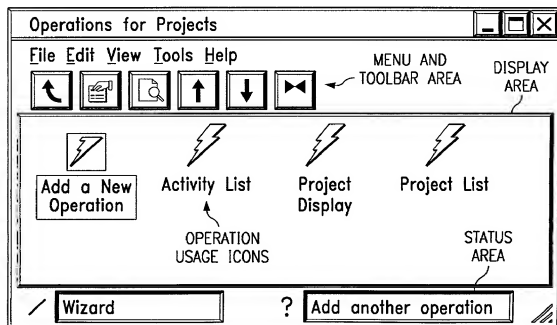 Operations for Projects
File Edit View Tools Help
MENU AND
TOOLBAR AREA
DISPLAY
AREA
Add a New
Operation
Activity List
Project
Display
Project List
OPERATION
USAGE ICONS
STATUS
AREA
Wizard
? Add another operation